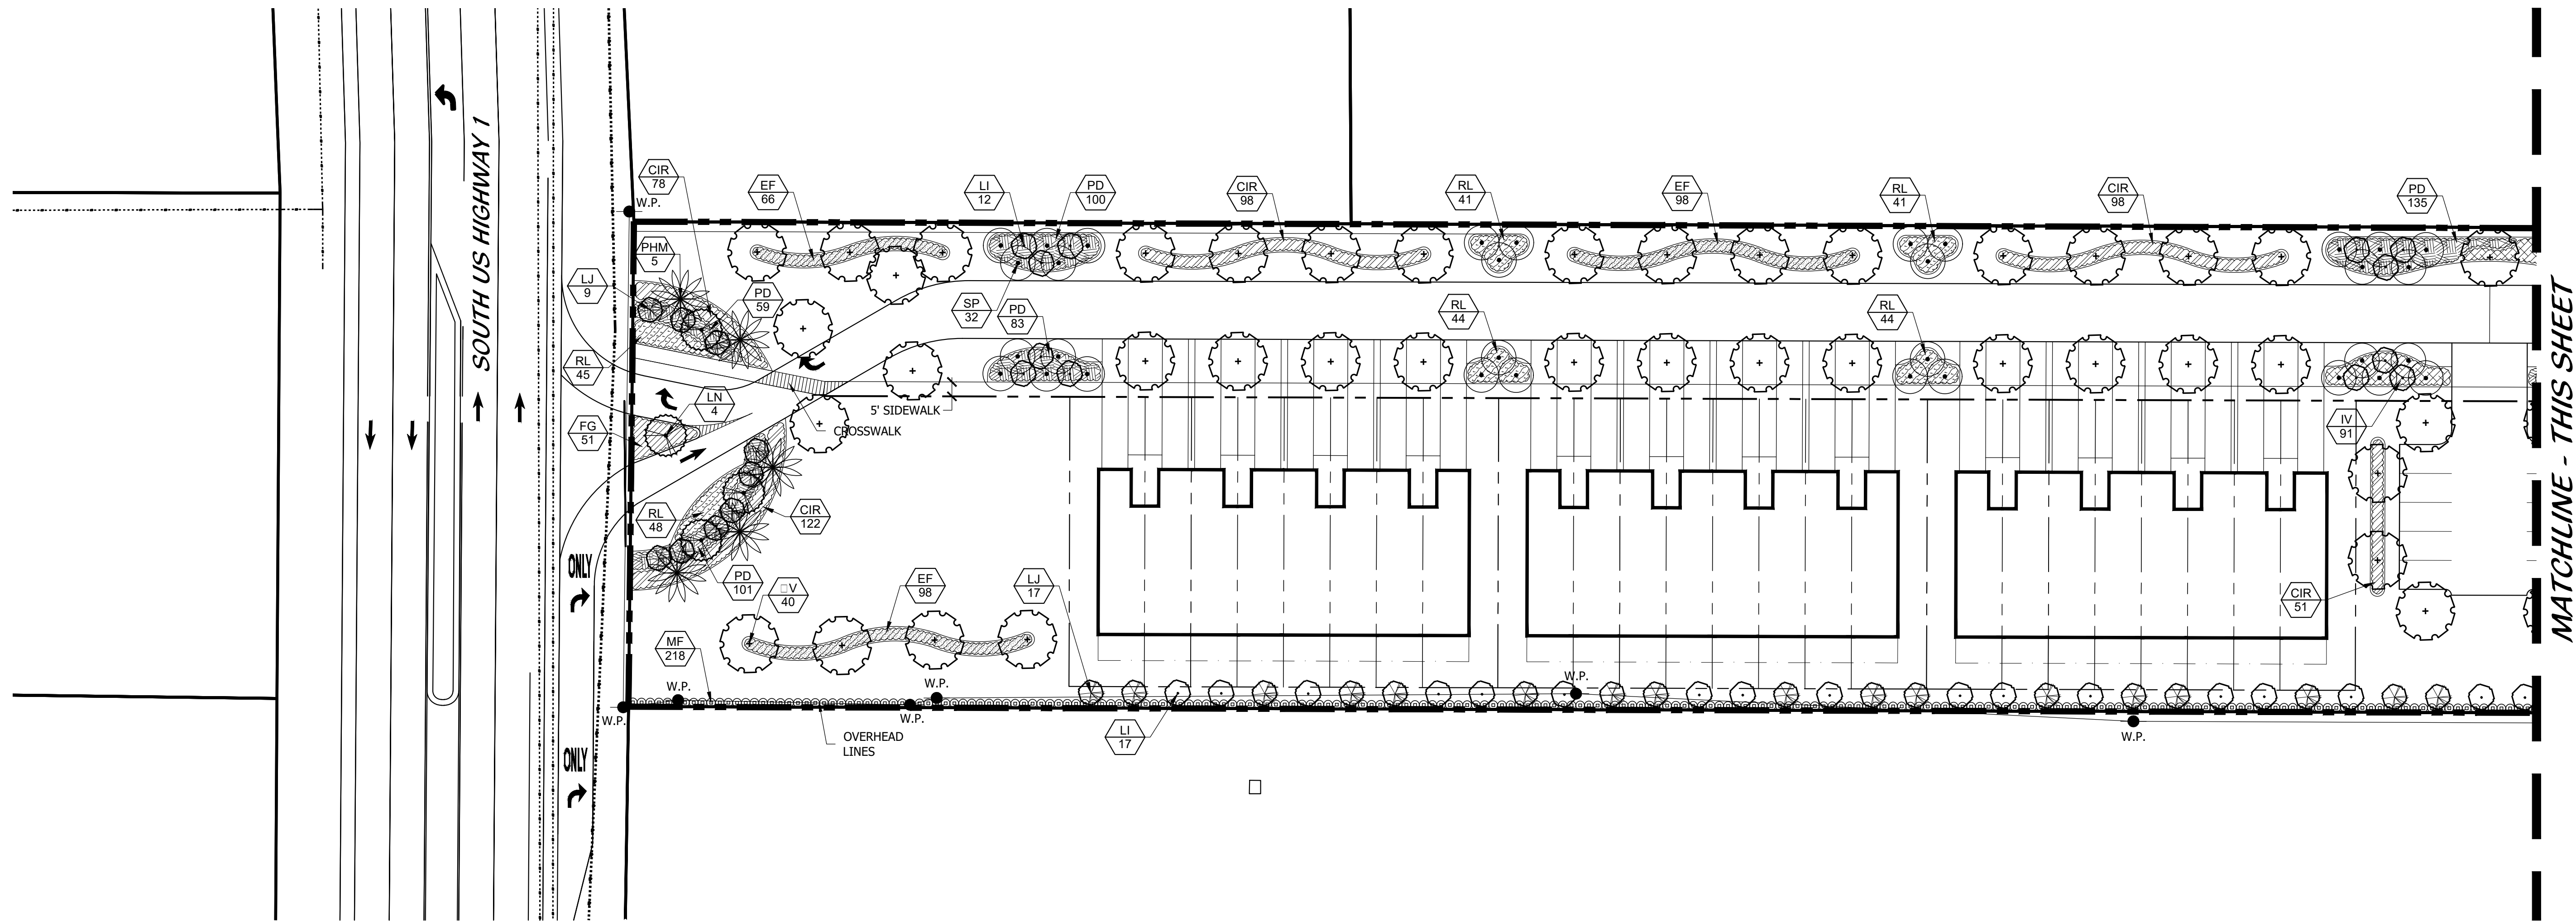 SOUTH US HIGHWAY 1
CIR
78
W.P.
EF
66
LI
12
PD
100
CIR
98
RL
41
EF
98
RL
41
CIR
98
PD
135
PHM
5
LJ
9
PD
59
SP
32
PD
83
RL
44
RL
44
RL
45
LN
4
5' SIDEWALK
CROSSWALK
FG
51
IV
91
RL
48
CIR
122
ONLY
PD
101
□V
40
EF
98
LJ
17
CIR
51
MF
218
W.P.
W.P.
W.P.
W.P.
W.P.
OVERHEAD
LINES
LI
17
W.P.
ONLY
MATCHLINE - THIS SHEET